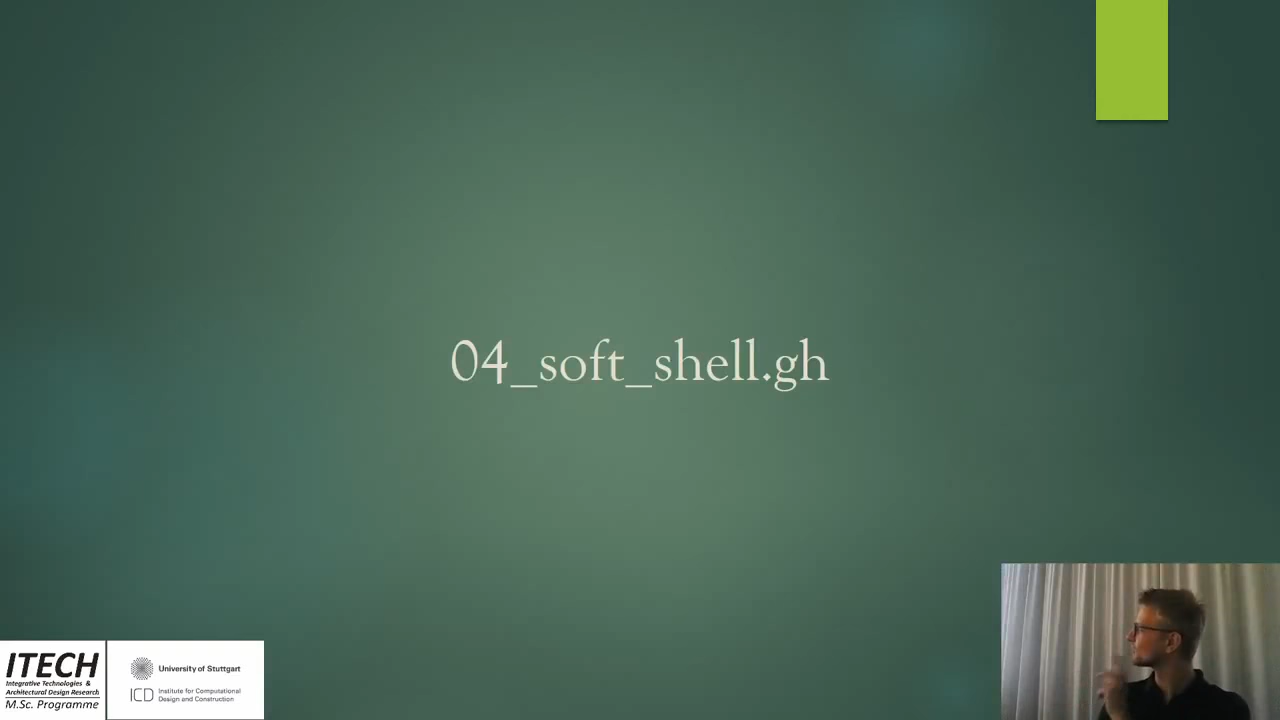 04_soft_shell.gh
ITECH
Integrative Technologies &
Architectural Design Research
M.Sc. Programme
University of Stuttgart
ICD
Institute for Computational
Design and Construction